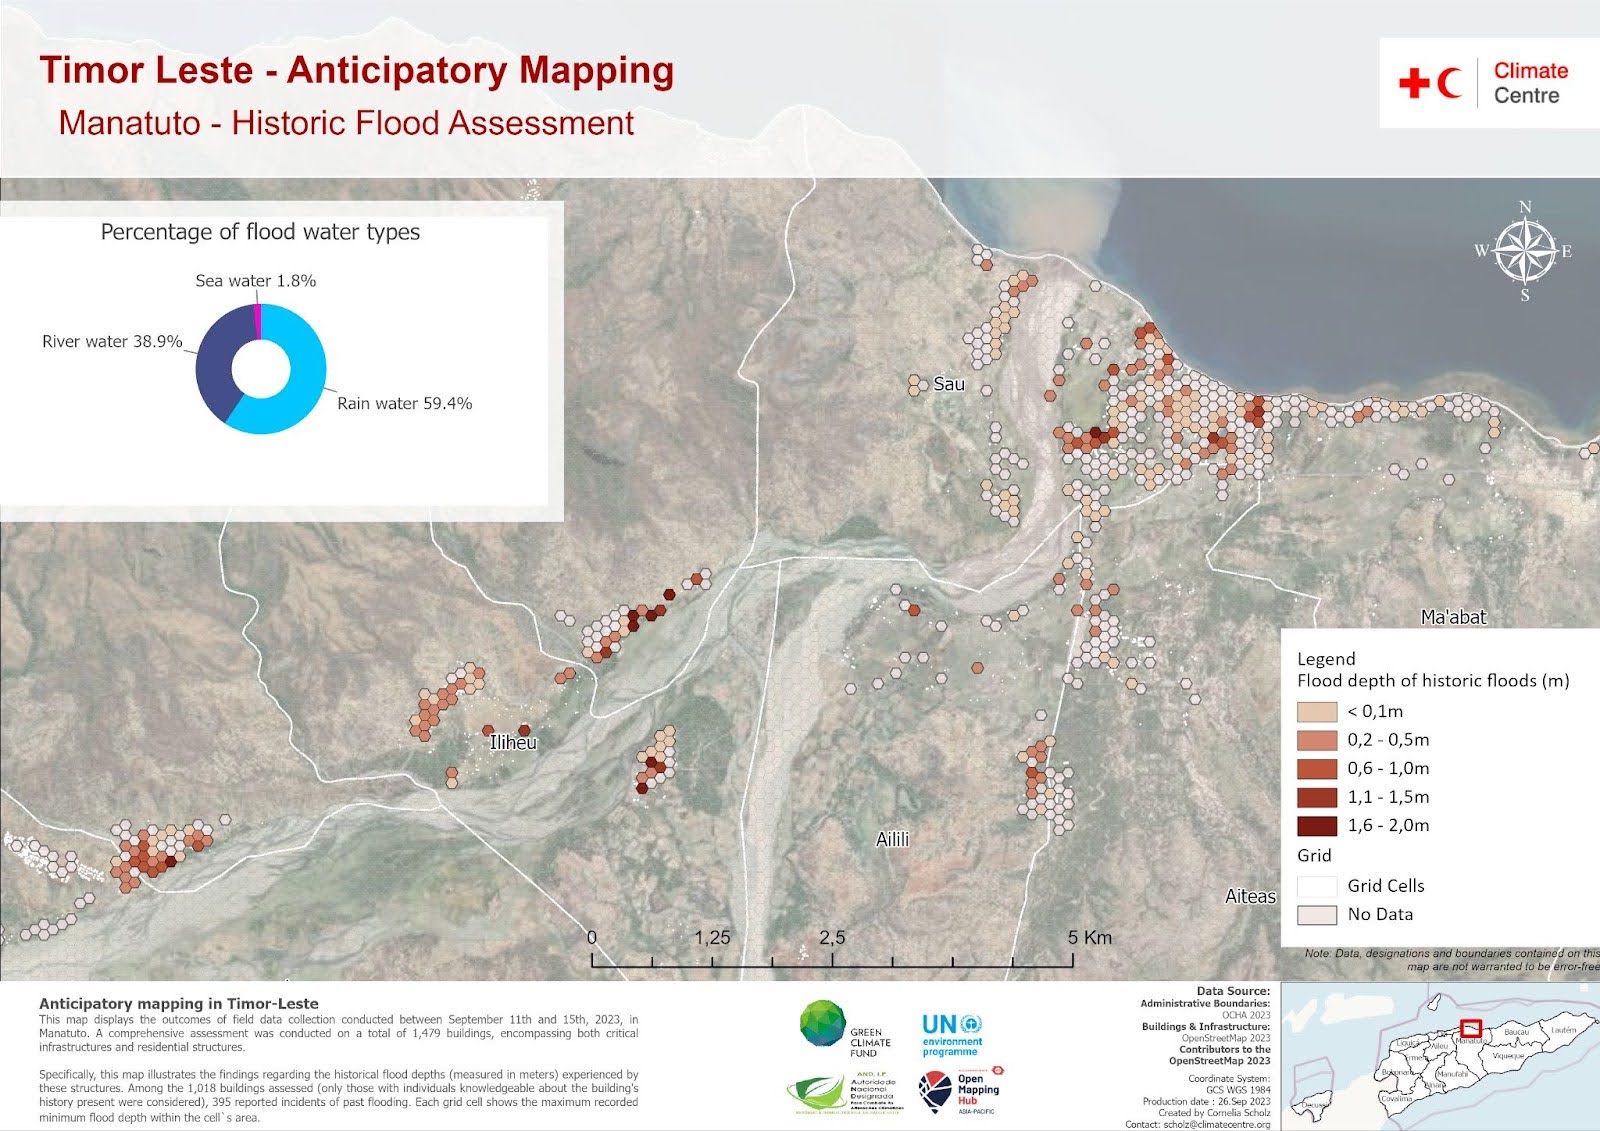 Timor Leste - Anticipatory Mapping
Manatuto - Historic Flood Assessment
Climate
Centre
Percentage of flood water types
Sea water 1.8%
River water 38.9%
Rain water 59.4%
N
W
E
S
Sau
Ma'abat
Iliheu
Ailili
Aiteas
Legend
Flood depth of historic floods (m)
< 0,1m
0,2 - 0,5m
0,6 - 1,0m
1,1 - 1,5m
1,6 - 2,0m
Grid
Grid Cells
No Data
0 1,25 2,5 5 Km
Note: Data, designations and boundaries contained on this
map are not warranted to be error-free
Anticipatory mapping in Timor-Leste
This map displays the outcomes of field data collection conducted between September 11th and 15th, 2023, in
Manatuto. A comprehensive assessment was conducted on a total of 1,479 buildings, encompassing both critical
infrastructures and residential structures.
Specifically, this map illustrates the findings regarding the historical flood depths (measured in meters) experienced by
these structures. Among the 1,018 buildings assessed (only those with individuals knowledgeable about the building's
history present were considered), 395 reported incidents of past flooding. Each grid cell shows the maximum recorded
minimum flood depth within the cell`s area.
GREEN
CLIMATE
FUND
UN
environment
programme
AND, I.P.
Autoridade
Nacional
Designada
Open
Mapping
Hub
ASIA-PACIFIC
Data Source:
Administrative Boundaries:
OCHA 2023
Buildings & Infrastructure:
OpenStreetMap 2023
Contributors to the
OpenStreetMap 2023
Coordinate System:
GCS WGS 1984
Production date : 26.Sep 2023
Created by Cornelia Scholz
Contact: scholz@climatecentre.org
Lautém
Baucau
Manatuto
Viqueque
Aileu
Manufahi
Covalima